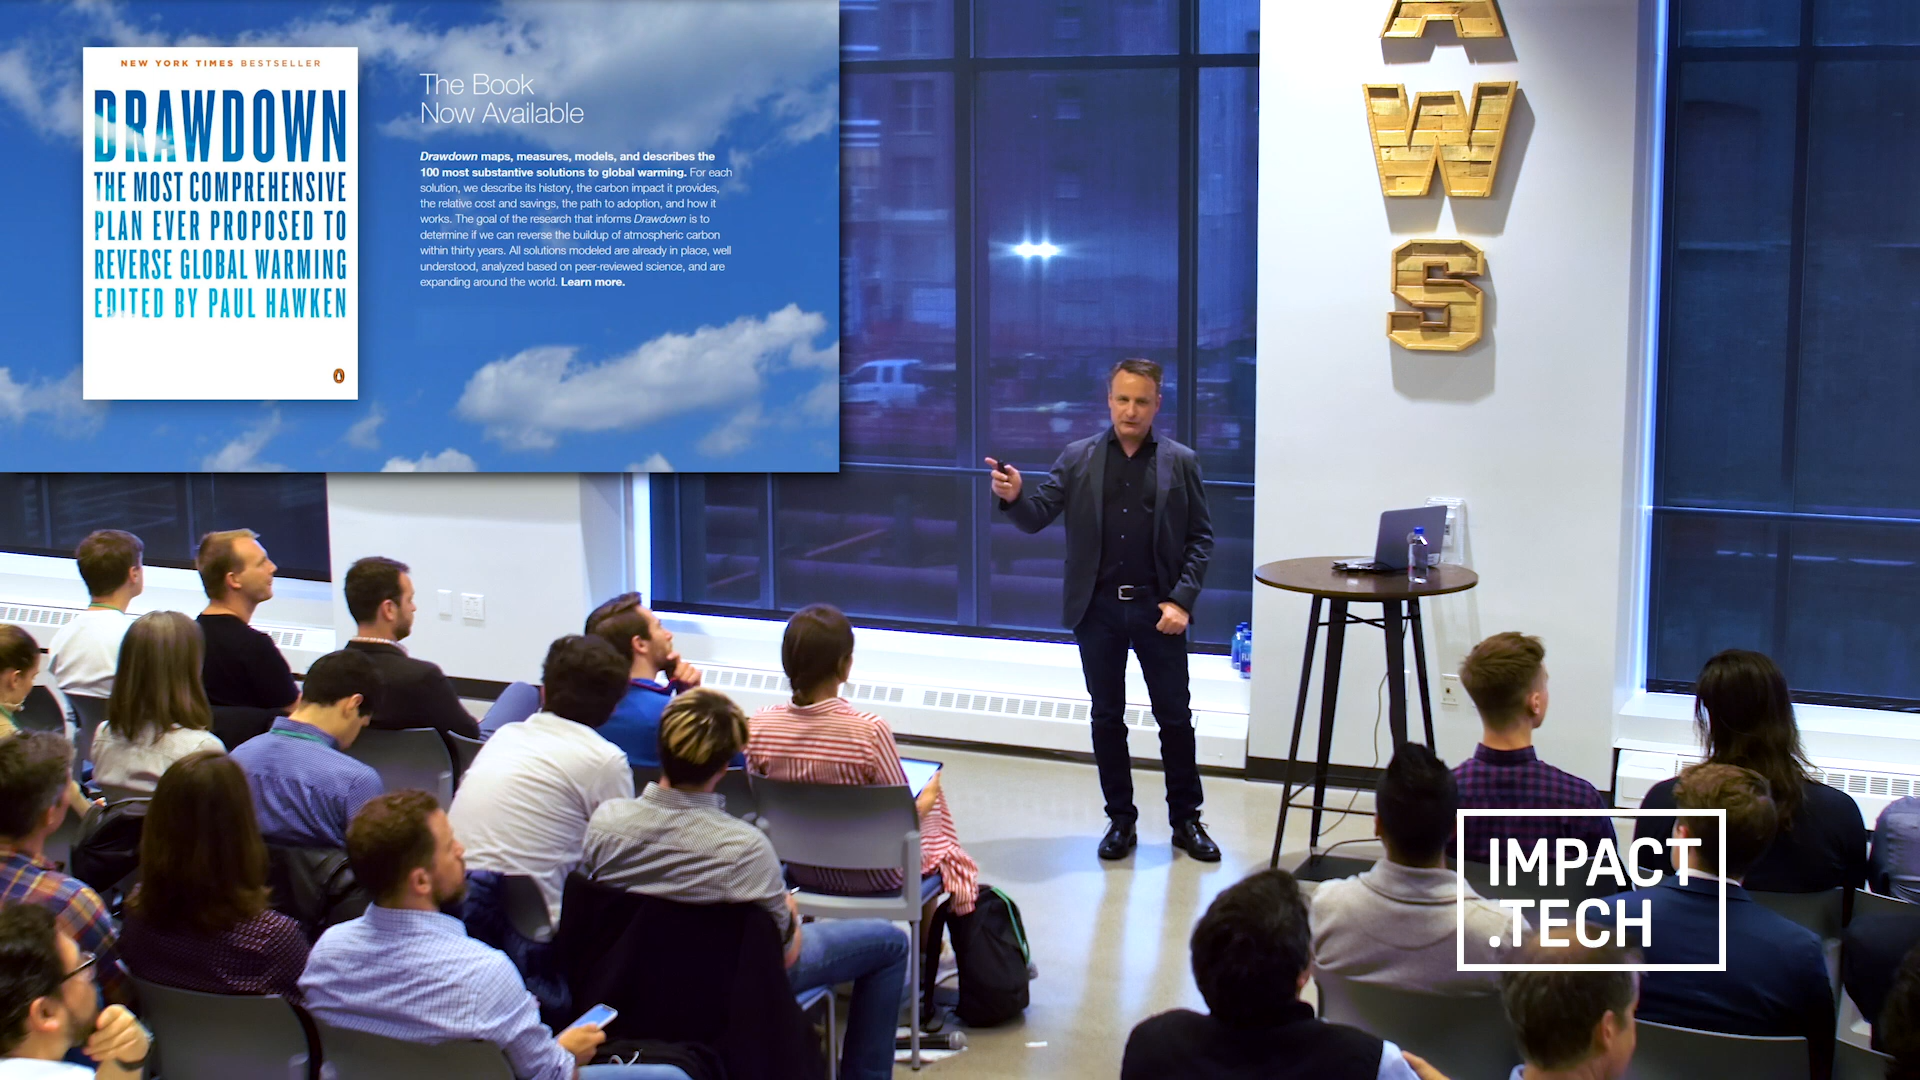 NEW YORK TIMES BESTSELLER
DRAWDOWN
THE MOST COMPREHENSIVE
PLAN EVER PROPOSED TO
REVERSE GLOBAL WARMING
EDITED BY PAUL HAWKEN
The Book
Now Available
Drawdown maps, measures, models, and describes the
100 most substantive solutions to global warming. For each
solution, we describe its history, the carbon impact it provides,
the relative cost and savings, the path to adoption, and how it
works. The goal of the research that informs Drawdown is to
determine if we can reverse the buildup of atmospheric carbon
within thirty years. All solutions modeled are already in place, well
understood, analyzed based on peer-reviewed science, and are
expanding around the world. Learn more.
A
W
S
IMPACT
.TECH